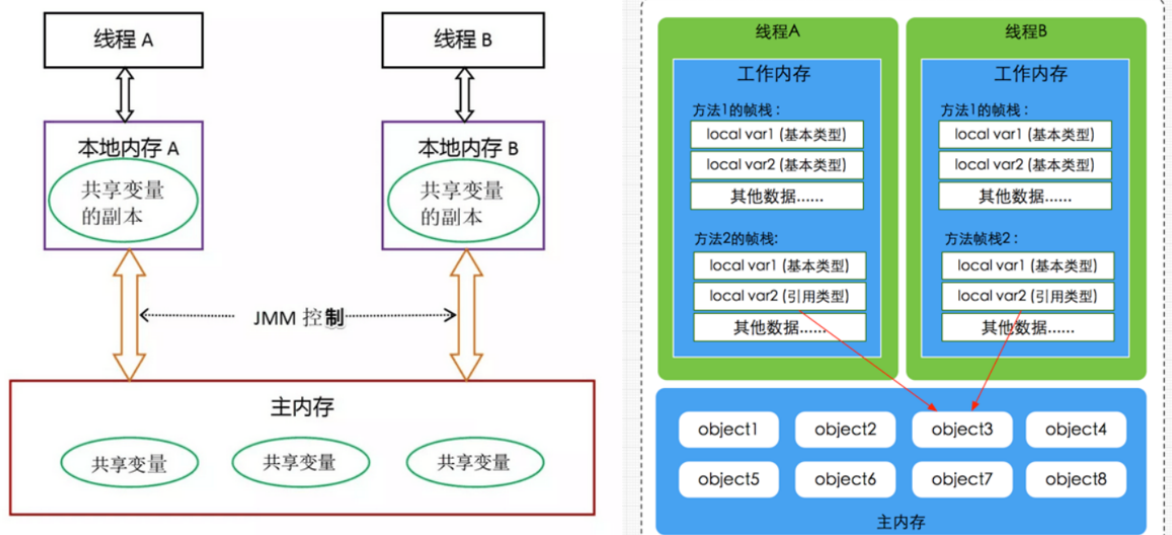 线程 A
线程 B
本地内存 A
共享变量
的副本
本地内存 B
共享变量
的副本
JMM 控制
主内存
共享变量
共享变量
共享变量
线程A
工作内存
方法1的帧栈：
local var1 (基本类型)
local var2 (基本类型)
其他数据......
方法2的帧栈:
local var1 (基本类型)
local var2 (引用类型)
其他数据......
线程B
工作内存
方法1的帧栈：
local var1 (基本类型)
local var2 (基本类型)
其他数据......
方法帧栈2：
local var1 (基本类型)
local var2 (引用类型)
其他数据......
object1
object2
object3
object4
object5
object6
object7
object8
主内存